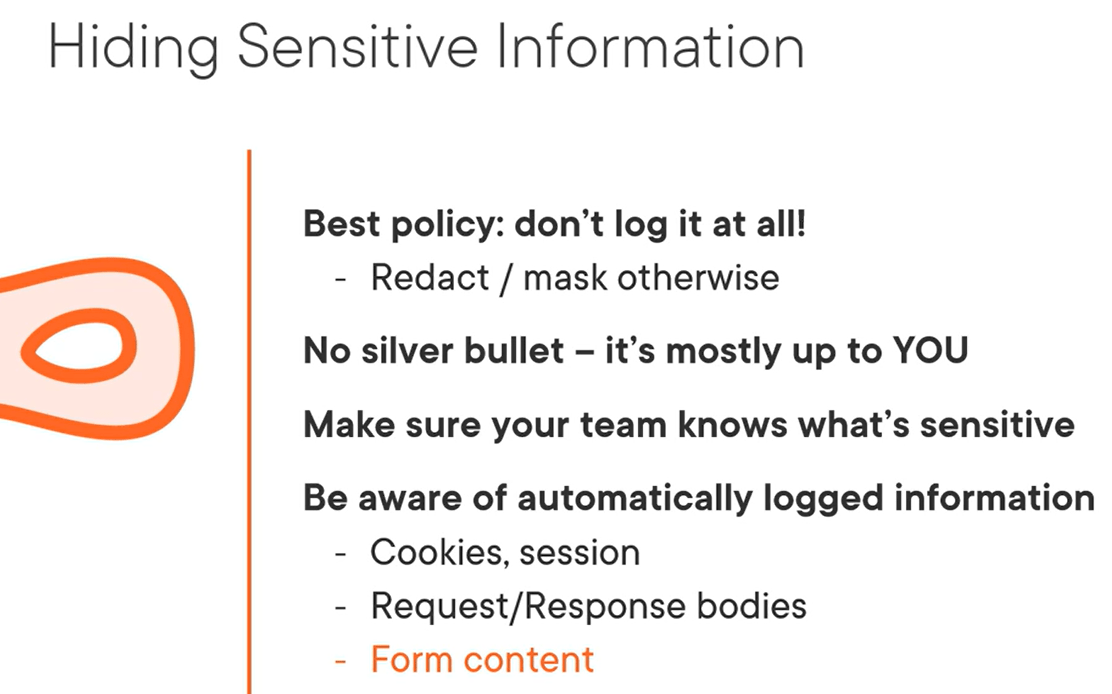 Hiding Sensitive Information
Best policy: don’t log it at all!
- Redact / mask otherwise
No silver bullet – it’s mostly up to YOU
Make sure your team knows what’s sensitive
Be aware of automatically logged information
- Cookies, session
- Request/Response bodies
- Form content